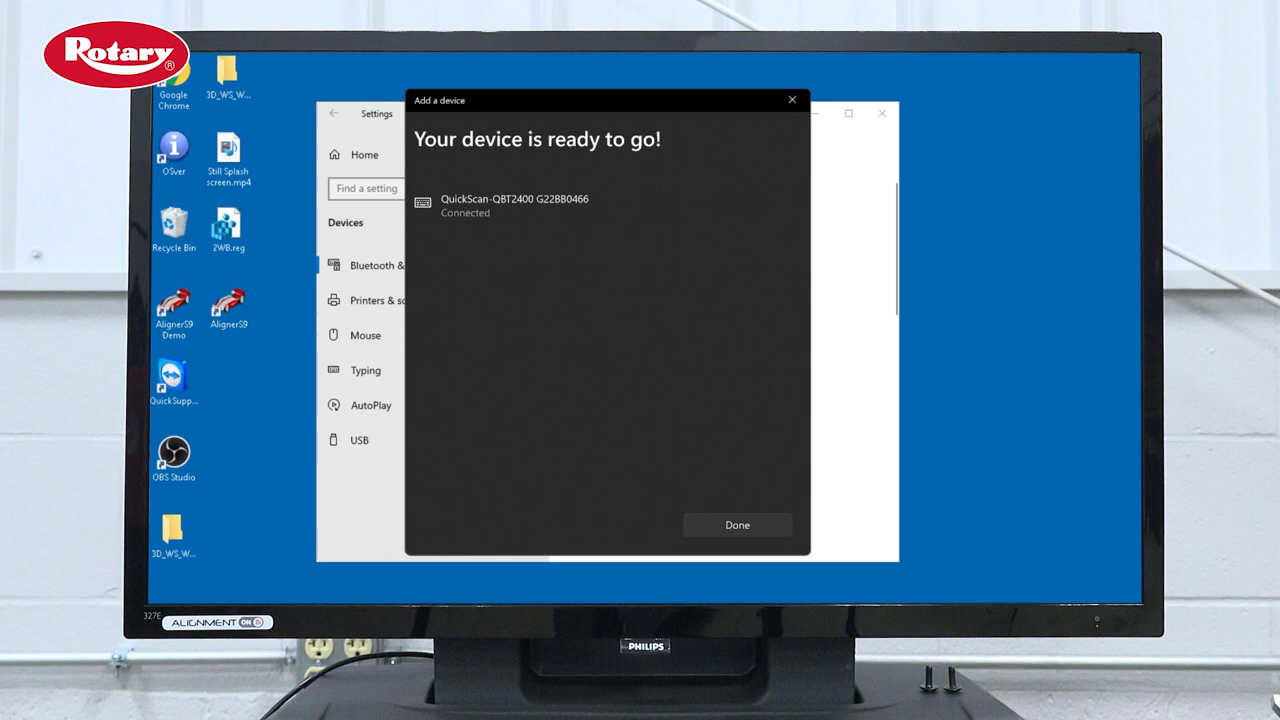 Rotary®
Google
Chrome
3D_WS_W...
OSver
Still Splash
screen.mp4
Recycle Bin
2WB.reg
AlignerS9
Demo
AlignerS9
QuickSupp...
OBS Studio
3D_WS_W...
Settings
Home
Find a setting
Devices
Bluetooth &
Printers & sc
Mouse
Typing
AutoPlay
USB
Add a device
Your device is ready to go!
QuickScan-QBT2400 G22BB0466
Connected
Done
327E
ALIGNMENT
PHILIPS